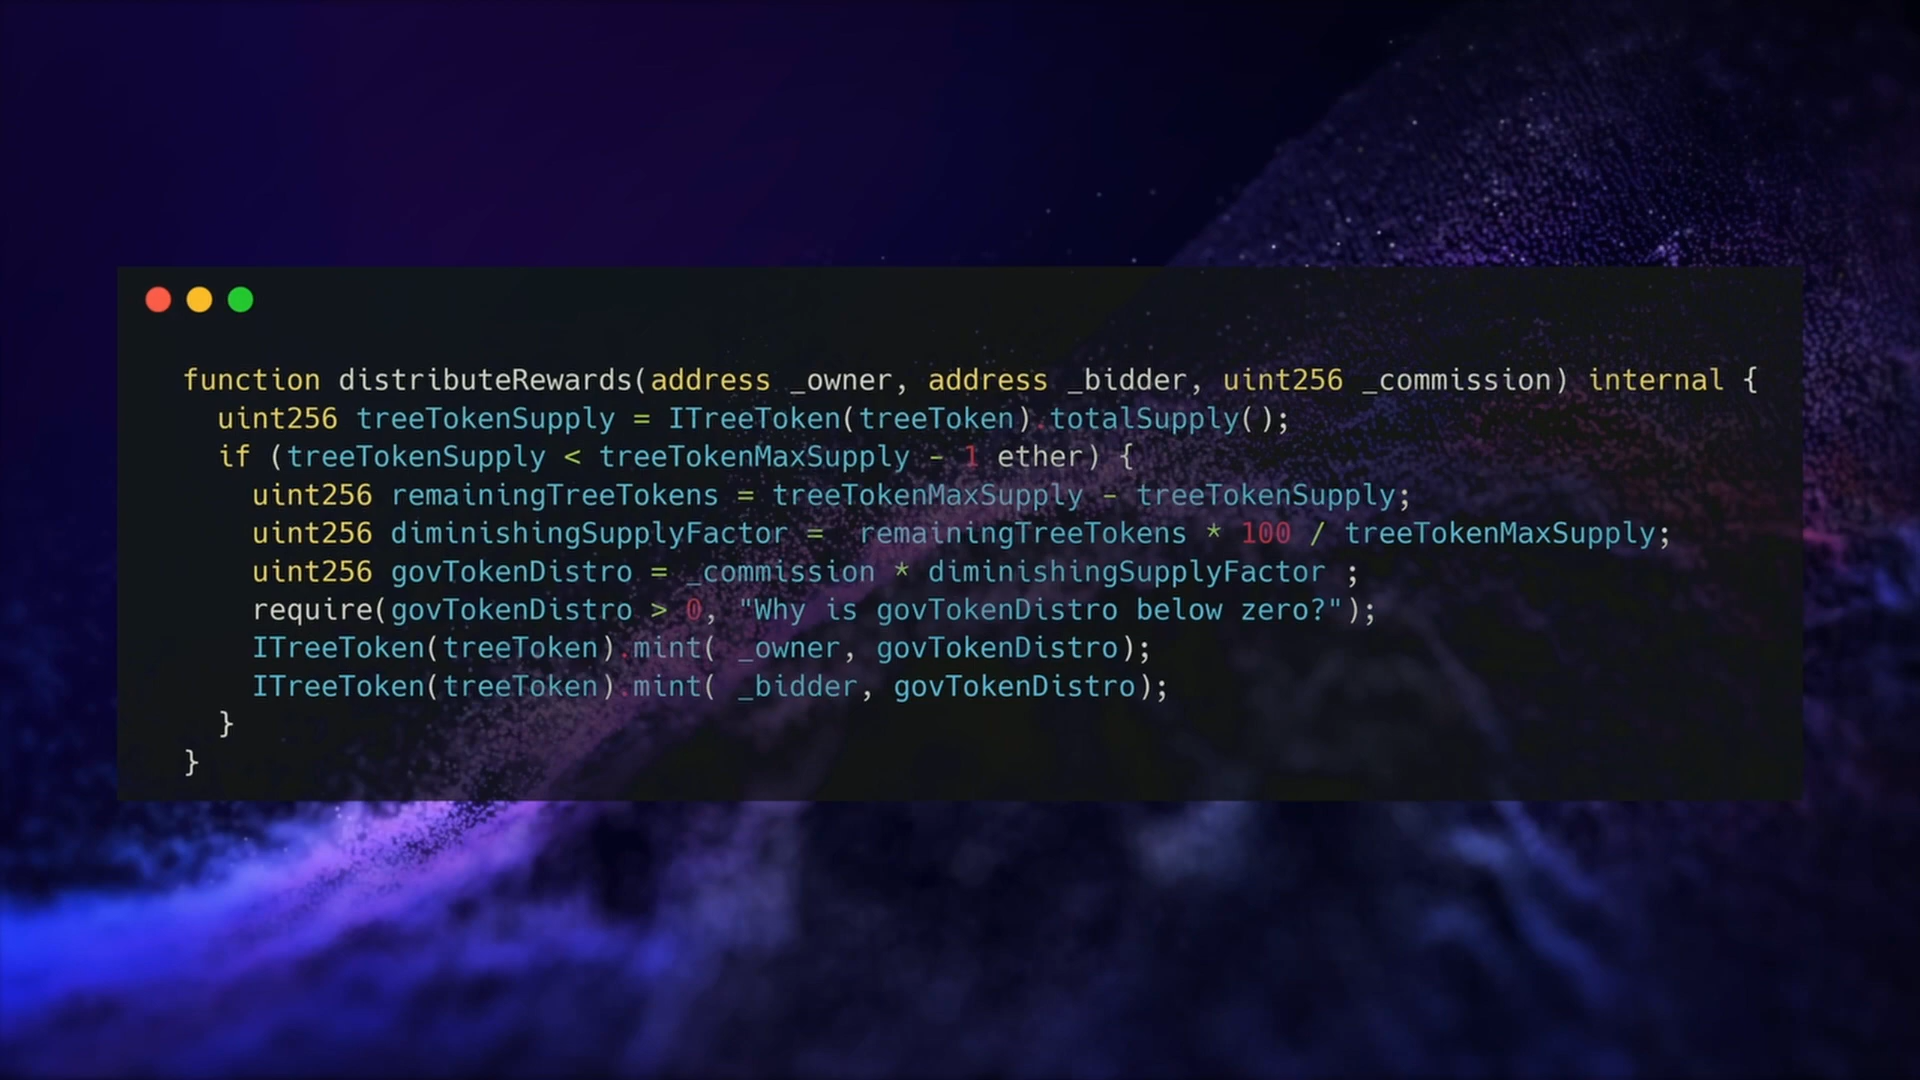 function distributeRewards(address _owner, address _bidder, uint256 _commission) internal {
  uint256 treeTokenSupply = ITreeToken(treeToken).totalSupply();
  if (treeTokenSupply < treeTokenMaxSupply - 1 ether) {
    uint256 remainingTreeTokens = treeTokenMaxSupply - treeTokenSupply;
    uint256 diminishingSupplyFactor =  remainingTreeTokens * 100 / treeTokenMaxSupply;
    uint256 govTokenDistro = _commission * diminishingSupplyFactor ;
    require(govTokenDistro > 0, "Why is govTokenDistro below zero?");
    ITreeToken(treeToken).mint( _owner, govTokenDistro);
    ITreeToken(treeToken).mint( _bidder, govTokenDistro);
  }
}